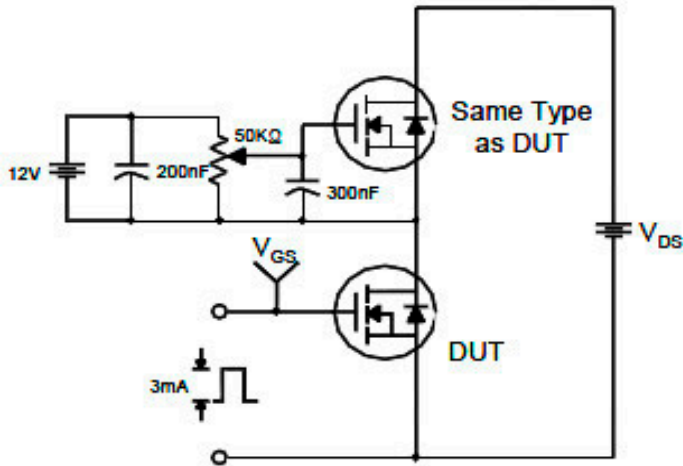 Same Type
as DUT
50KΩ
12V
200nF
300nF
VDS
VGS
DUT
3mA